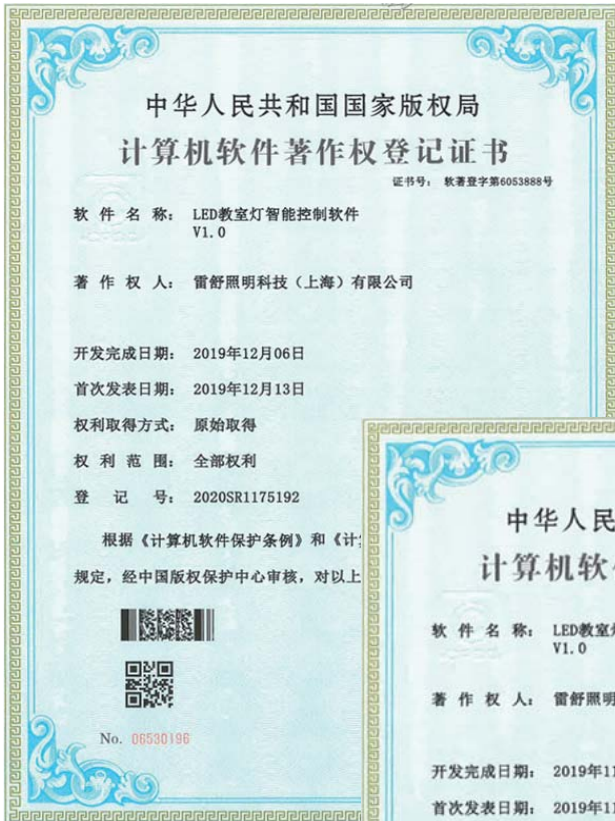 中华人民共和国国家版权局
计算机软件著作权登记证书
证书号： 软著登字第6053888号
软件名称： LED教室灯智能控制软件
V1.0
著作权人： 雷舒照明科技（上海）有限公司
开发完成日期： 2019年12月06日
首次发表日期： 2019年12月13日
权利取得方式： 原始取得
权利范围： 全部权利
登记号： 2020SR1175192
根据《计算机软件保护条例》和《计
规定，经中国版权保护中心审核，对以上
No. 06530196
中华人民
计算机软
软件名称： LED教室
V1.0
著作权人： 雷舒照明
开发完成日期： 2019年11
首次发表日期： 2019年11